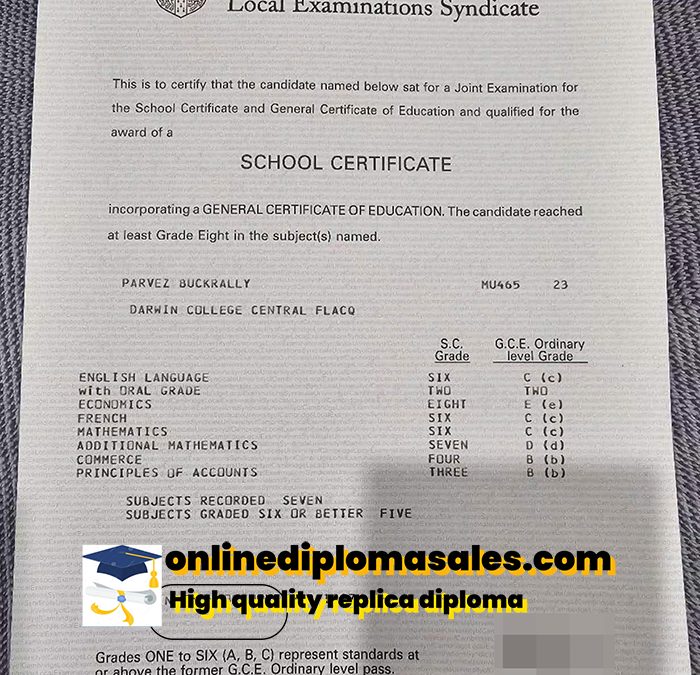 Local Examinations Syndicate
This is to certify that the candidate named below sat for a Joint Examination for
the School Certificate and General Certificate of Education and qualified for the
award of a
SCHOOL CERTIFICATE
incorporating a GENERAL CERTIFICATE OF EDUCATION. The candidate reached
at least Grade Eight in the subject(s) named.
PARVEZ BUCKRALLY MU465 23
DARWIN COLLEGE CENTRAL FLACQ
S.C. G.C.E. Ordinary
Grade level Grade
ENGLISH LANGUAGE SIX C (c)
with ORAL GRADE TWO TWO
ECONOMICS EIGHT E (e)
FRENCH SIX C (c)
MATHEMATICS SIX C (c)
ADDITIONAL MATHEMATICS SEVEN D (d)
COMMERCE FOUR B (b)
PRINCIPLES OF ACCOUNTS THREE B (b)
SUBJECTS RECORDED SEVEN
SUBJECTS GRADED SIX OR BETTER FIVE
onlinediplomasales.com
High quality replica diploma
Grades ONE to SIX (A, B, C) represent standards at
or above the former G.C.E. Ordinary level pass.